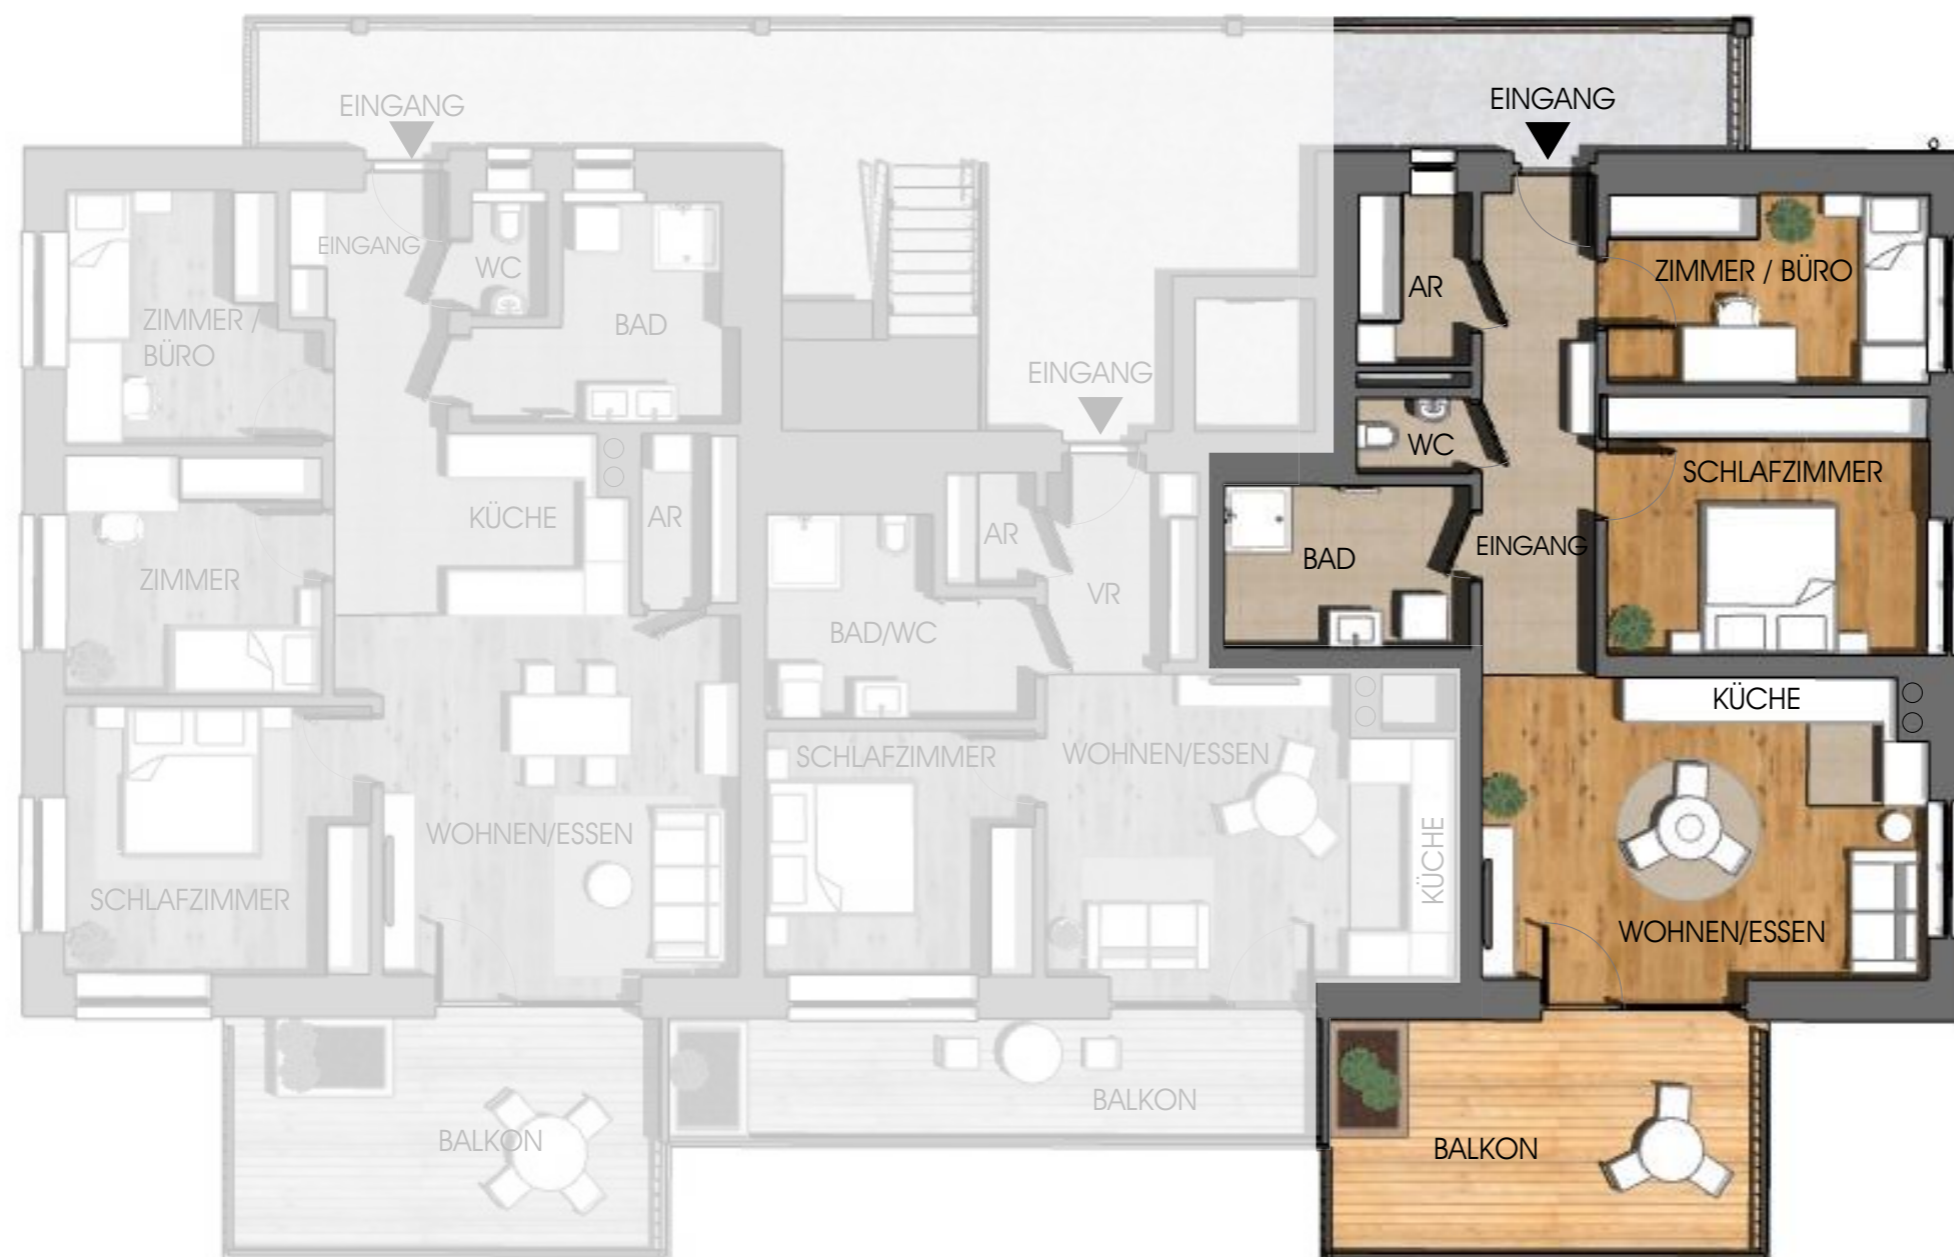 EINGANG
EINGANG
EINGANG
WC
BAD
ZIMMER /
BÜRO
KÜCHE
AR
ZIMMER
WOHNEN/ESSEN
SCHLAFZIMMER
BALKON
EINGANG
AR
VR
BAD/WC
SCHLAFZIMMER
WOHNEN/ESSEN
KÜCHE
BALKON
ZIMMER / BÜRO
AR
WC
SCHLAFZIMMER
BAD
EINGANG
KÜCHE
WOHNEN/ESSEN
BALKON